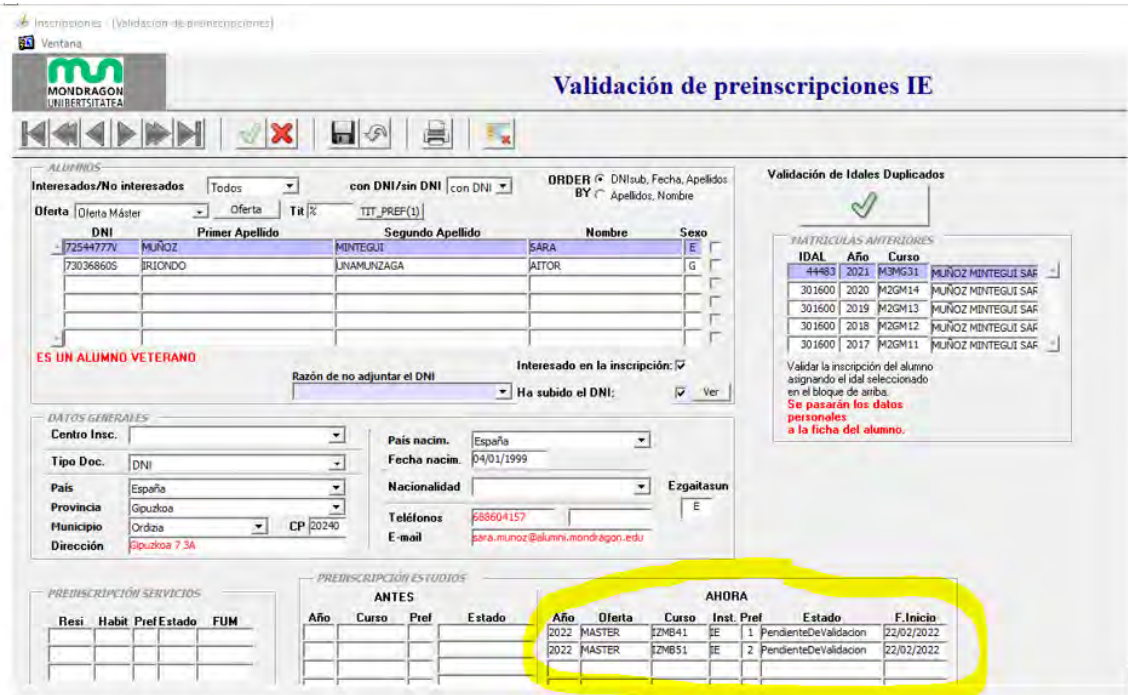 Inscripciones - (Validación de preinscripciones)
Ventana
MONDRAGON
UNIBERTSITATEA
Validación de preinscripciones IE
ALUMNOS
Interesados/No interesados Todos con DNI/sin DNI con DNI ORDER BY DNIsub, Fecha, Apellidos
Apellidos, Nombre
Oferta Oferta Máster Oferta Tit % TIT_PREF(1)
DNI Primer Apellido Segundo Apellido Nombre Sexo
72544777V MUÑOZ MINTEGUI SARA E
73036860S IRIONDO UNAMUNZAGA AITOR G
ES UN ALUMNO VETERANO
Interesado en la inscripción:
Razón de no adjuntar el DNI
Ha subido el DNI: Ver
Validación de Idales Duplicados
MATRICULAS ANTERIORES
IDAL Año Curso
44483 2021 M3MG31 MUÑOZ MINTEGUI SAR
301600 2020 M2GM14 MUÑOZ MINTEGUI SAR
301600 2019 M2GM13 MUÑOZ MINTEGUI SAR
301600 2018 M2GM12 MUÑOZ MINTEGUI SAR
301600 2017 M2GM11 MUÑOZ MINTEGUI SAR
Validar la inscripción del alumno
asignando el idal seleccionado
en el bloque de arriba.
Se pasarán los datos
personales
a la ficha del alumno.
DATOS GENERALES
Centro Insc.
Tipo Doc. DNI
País España
Provincia Gipuzkoa
Municipio Ordizia CP 20240
Dirección Gipuzkoa 7 3A
País nacim. España
Fecha nacim. 04/01/1999
Nacionalidad Ezgaitasun
E
Teléfonos 688604157
E-mail sara.munoz@alumni.mondragon.edu
PREINSCRIPCIÓN SERVICIOS
Resi Habit Pref Estado FUM
PREINSCRIPCIÓN ESTUDIOS
ANTES AHORA
Año Curso Pref Estado Año Oferta Curso Inst. Pref Estado F.Inicio
2022 MASTER IZMB41 IE 1 PendienteDeValidacion 22/02/2022
2022 MASTER IZMB51 IE 2 PendienteDeValidacion 22/02/2022